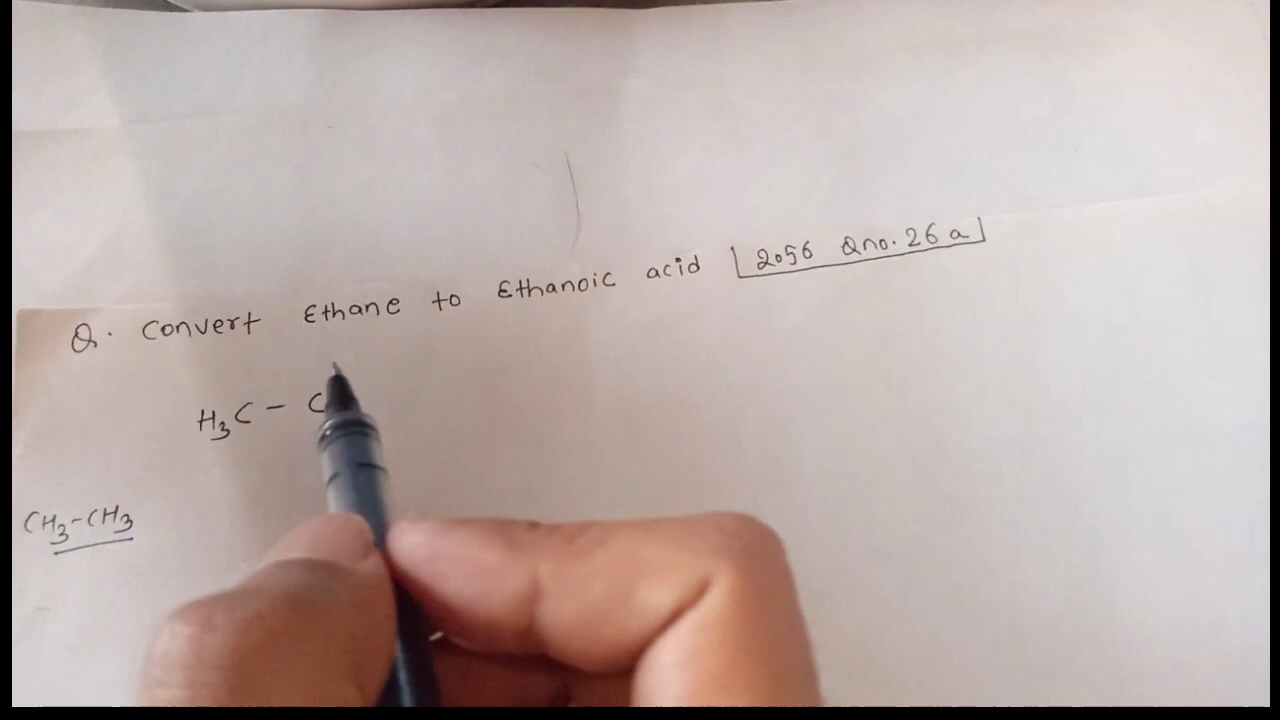 Q. Convert Ethane to Ethanoic acid 2056 Qno. 26 a
H3C - C
CH3-CH3